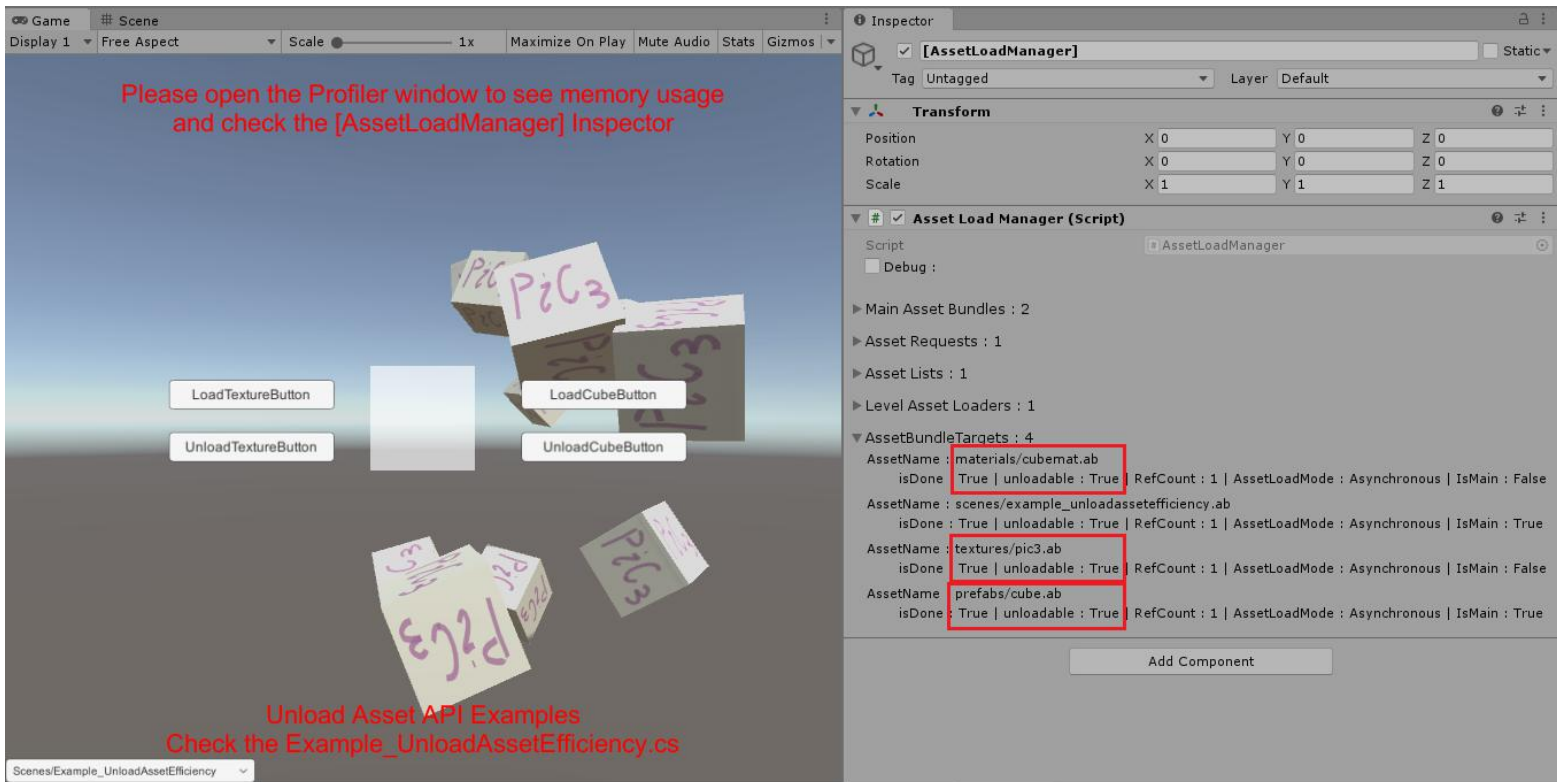 Game
Scene
Display 1
Free Aspect
Scale
1x
Maximize On Play
Mute Audio
Stats
Gizmos
Please open the Profiler window to see memory usage
and check the [AssetLoadManager] Inspector
PiC3
PiC3
PiC3
LoadTextureButton
LoadCubeButton
UnloadTextureButton
UnloadCubeButton
PiC3
PiC3
Unload Asset API Examples
Check the Example_UnloadAssetEfficiency.cs
Scenes/Example_UnloadAssetEfficiency
Inspector
[AssetLoadManager]
Static
Tag Untagged
Layer Default
Transform
Position X 0 Y 0 Z 0
Rotation X 0 Y 0 Z 0
Scale X 1 Y 1 Z 1
Asset Load Manager (Script)
Script AssetLoadManager
Debug :
Main Asset Bundles : 2
Asset Requests : 1
Asset Lists : 1
Level Asset Loaders : 1
AssetBundleTargets : 4
AssetName : materials/cubemat.ab
isDone : True | unloadable : True | RefCount : 1 | AssetLoadMode : Asynchronous | IsMain : False
AssetName : scenes/example_unloadassetefficiency.ab
isDone : True | unloadable : True | RefCount : 1 | AssetLoadMode : Asynchronous | IsMain : True
AssetName : textures/pic3.ab
isDone : True | unloadable : True | RefCount : 1 | AssetLoadMode : Asynchronous | IsMain : False
AssetName : prefabs/cube.ab
isDone : True | unloadable : True | RefCount : 1 | AssetLoadMode : Asynchronous | IsMain : True
Add Component